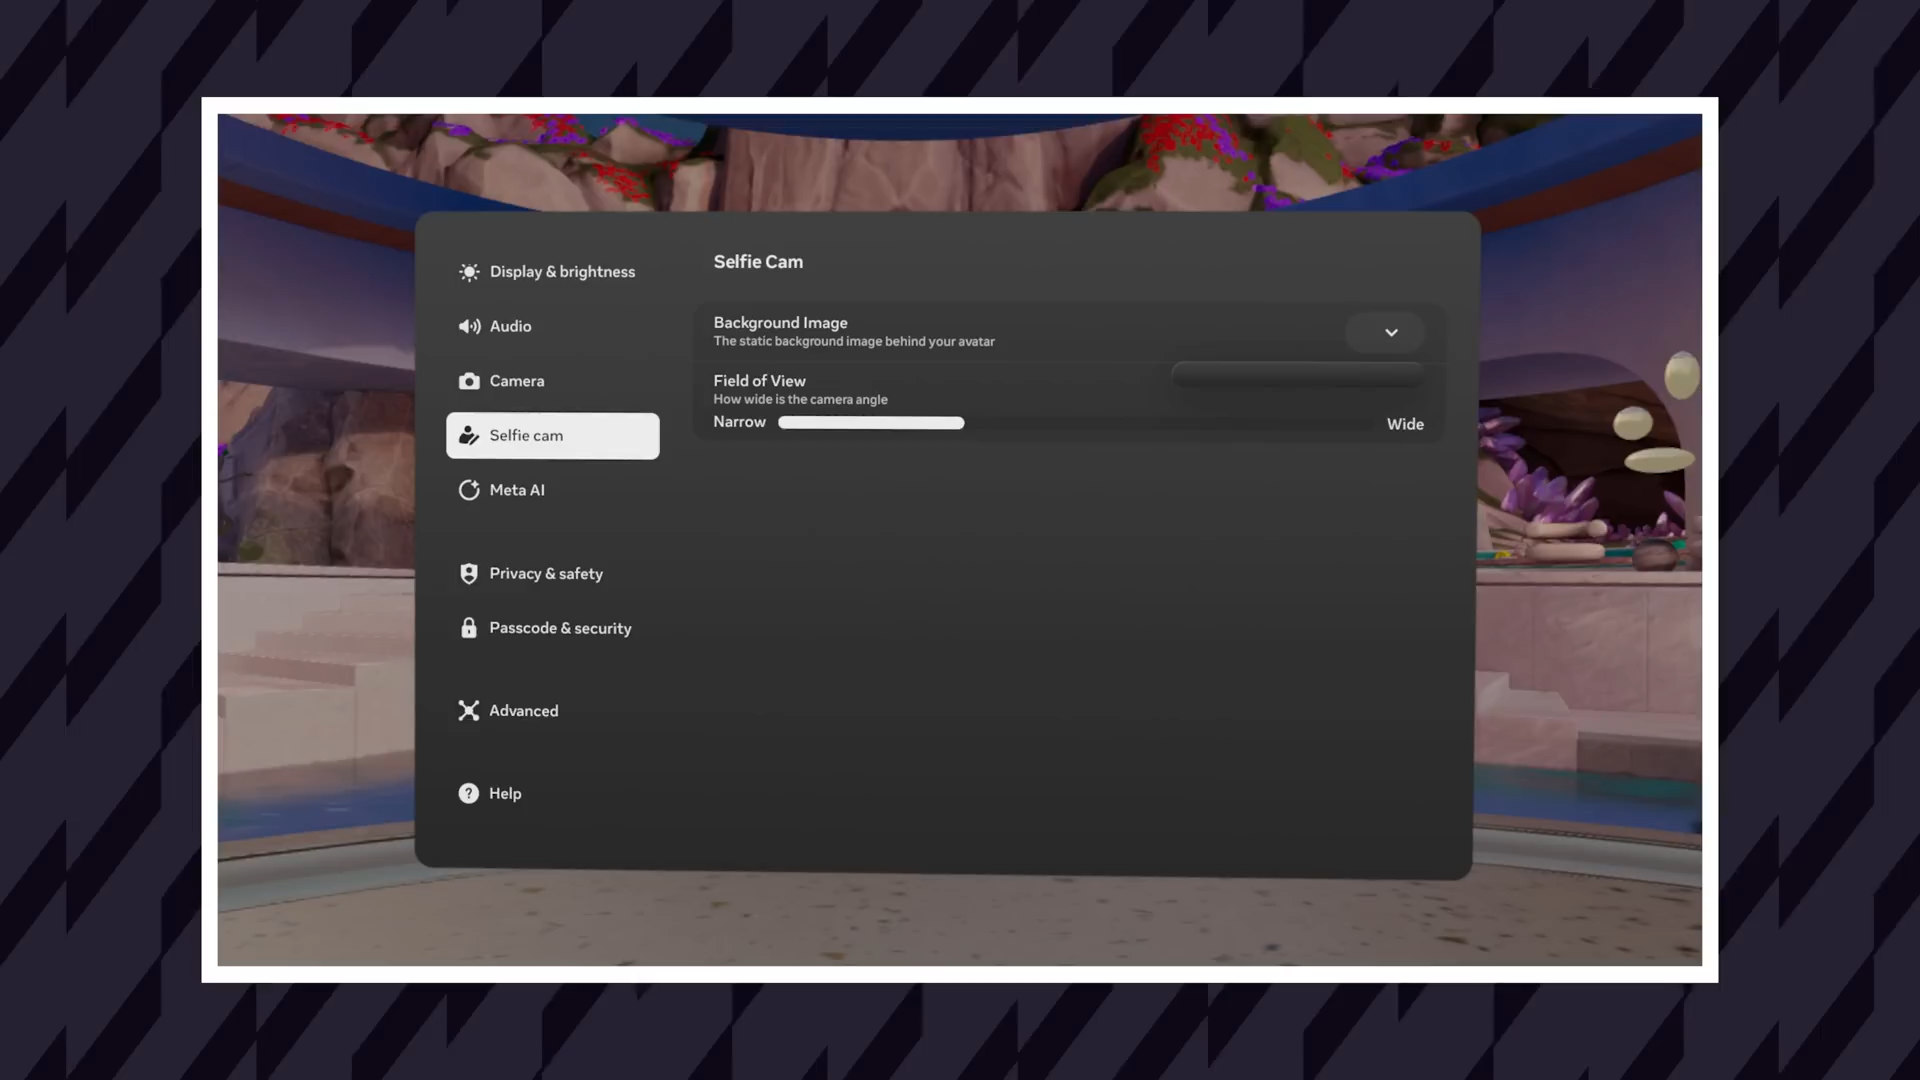 Display & brightness
Audio
Camera
Selfie cam
Meta AI
Privacy & safety
Passcode & security
Advanced
Help
Selfie Cam
Background Image
The static background image behind your avatar
Field of View
How wide is the camera angle
Narrow
Wide